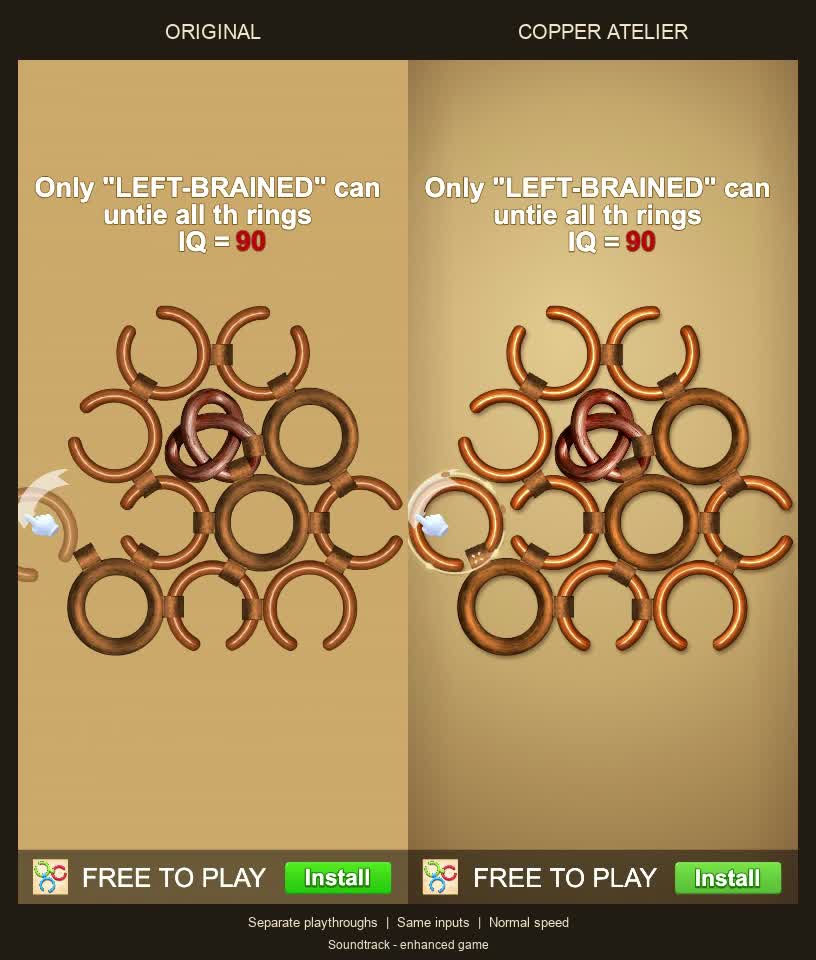 ORIGINAL
COPPER ATELIER
Only "LEFT-BRAINED" can
untie all th rings
IQ = 90
Only "LEFT-BRAINED" can
untie all th rings
IQ = 90
FREE TO PLAY
Install
FREE TO PLAY
Install
Separate playthroughs | Same inputs | Normal speed
Soundtrack - enhanced game